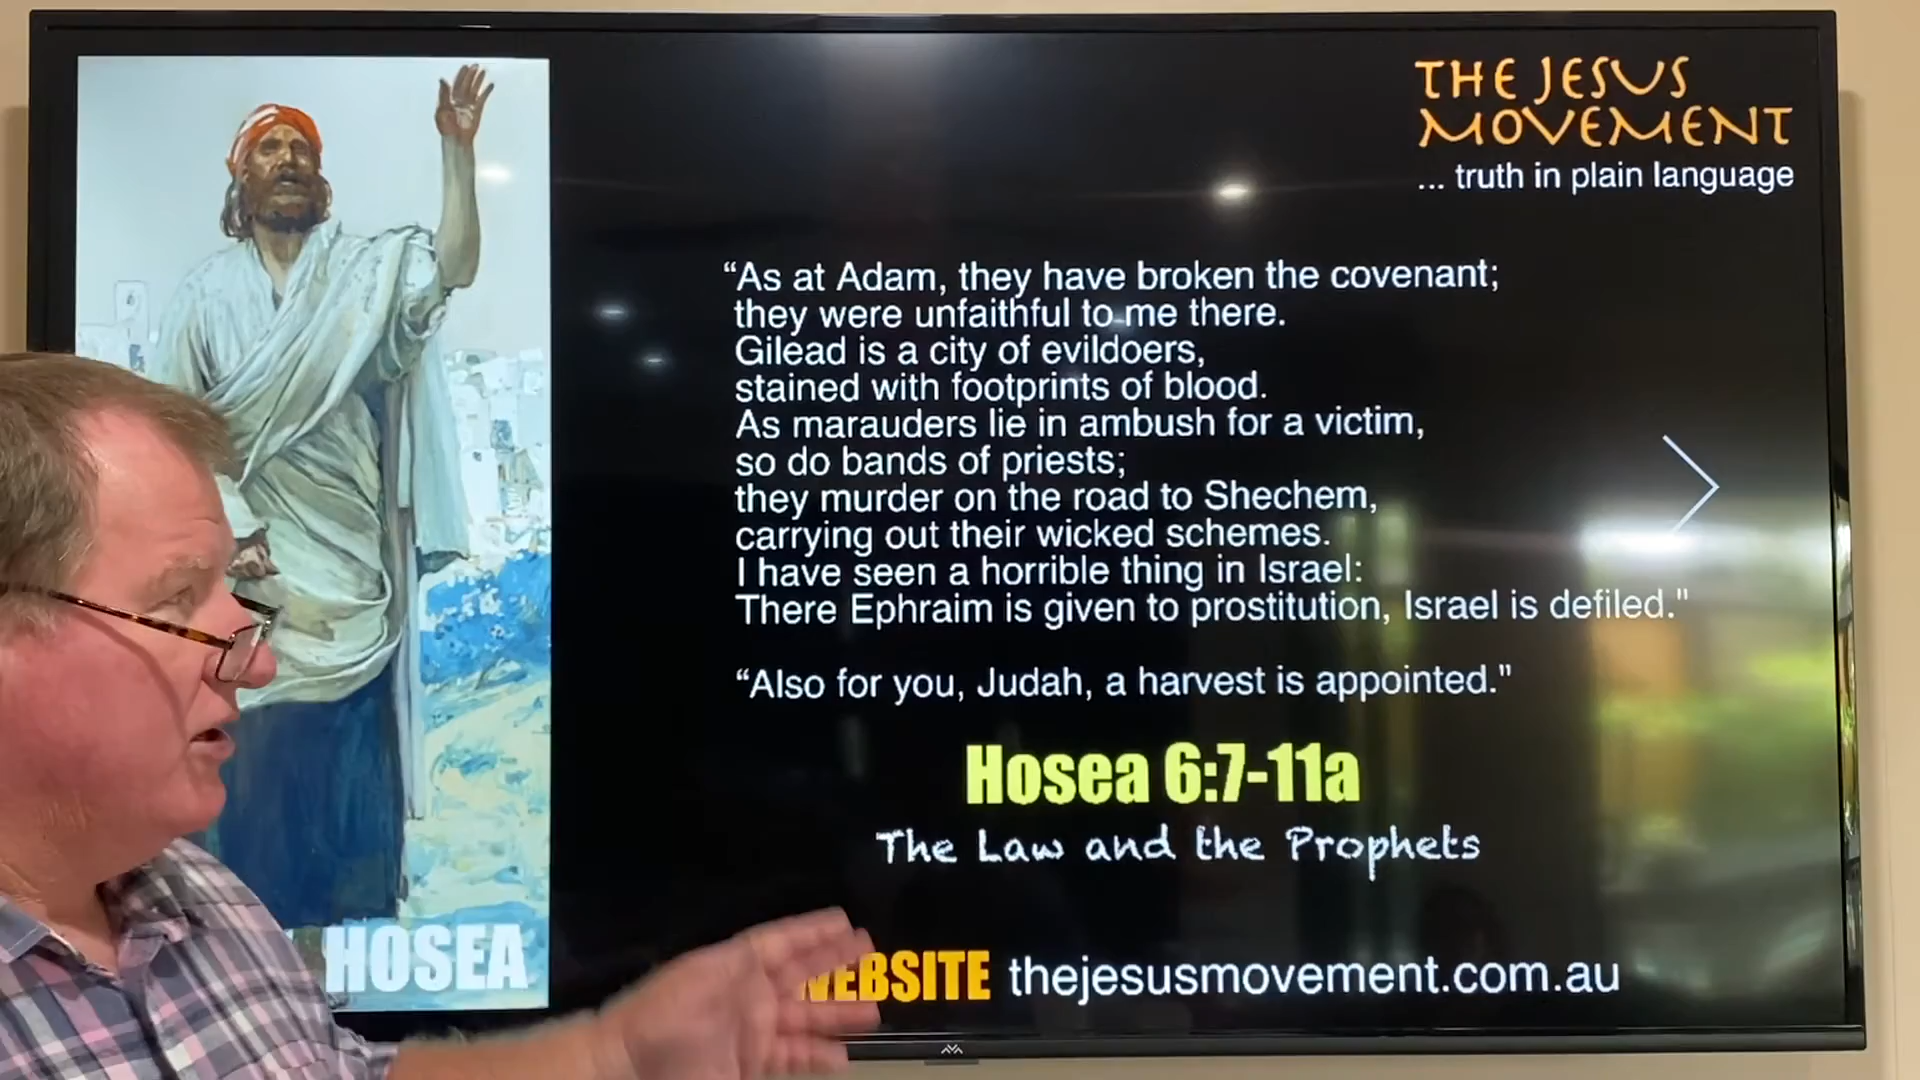 THE JESUS
MOVEMENT
... truth in plain language
“As at Adam, they have broken the covenant;
they were unfaithful to me there.
Gilead is a city of evildoers,
stained with footprints of blood.
As marauders lie in ambush for a victim,
so do bands of priests;
they murder on the road to Shechem,
carrying out their wicked schemes.
I have seen a horrible thing in Israel:
There Ephraim is given to prostitution, Israel is defiled."
“Also for you, Judah, a harvest is appointed."
Hosea 6:7-11a
The Law and the Prophets
HOSEA
WEBSITE thejesusmovement.com.au